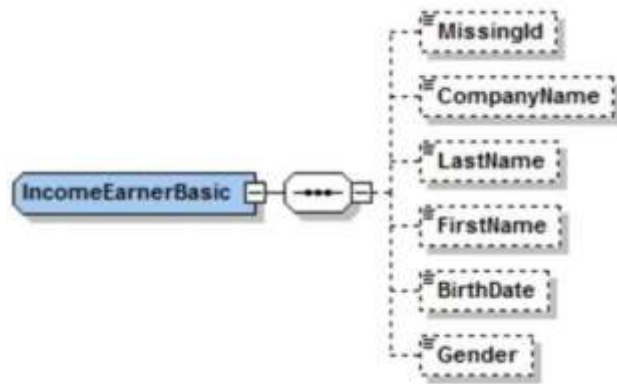 MissingId
CompanyName
LastName
IncomeEarnerBasic
FirstName
BirthDate
Gender